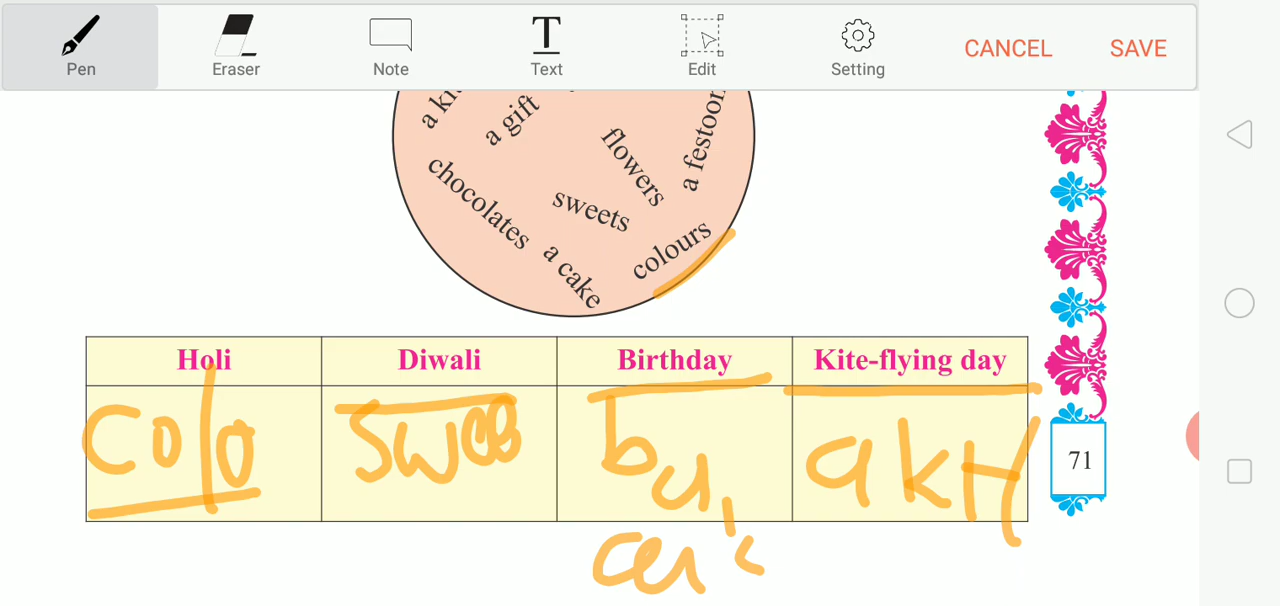 Pen Eraser Note Text Edit Setting CANCEL SAVE
a gift
flowers
a festoon
chocolates
sweets
colours
a cake
Holi Diwali Birthday Kite-flying day
colo
71